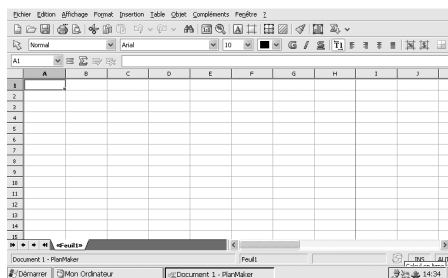 Fichier Edition Affichage Format Insertion Table Objet Compléments Fenêtre ?
Normal Arial 10
A1
A B C D E F G H I J
1
2
3
4
5
6
7
8
9
10
11
12
13
14
15
«Feuil1»
Document 1 - PlanMaker Feuil1 INS
Démarrer Mon Ordinateur Document 1 - PlanMaker 14:34